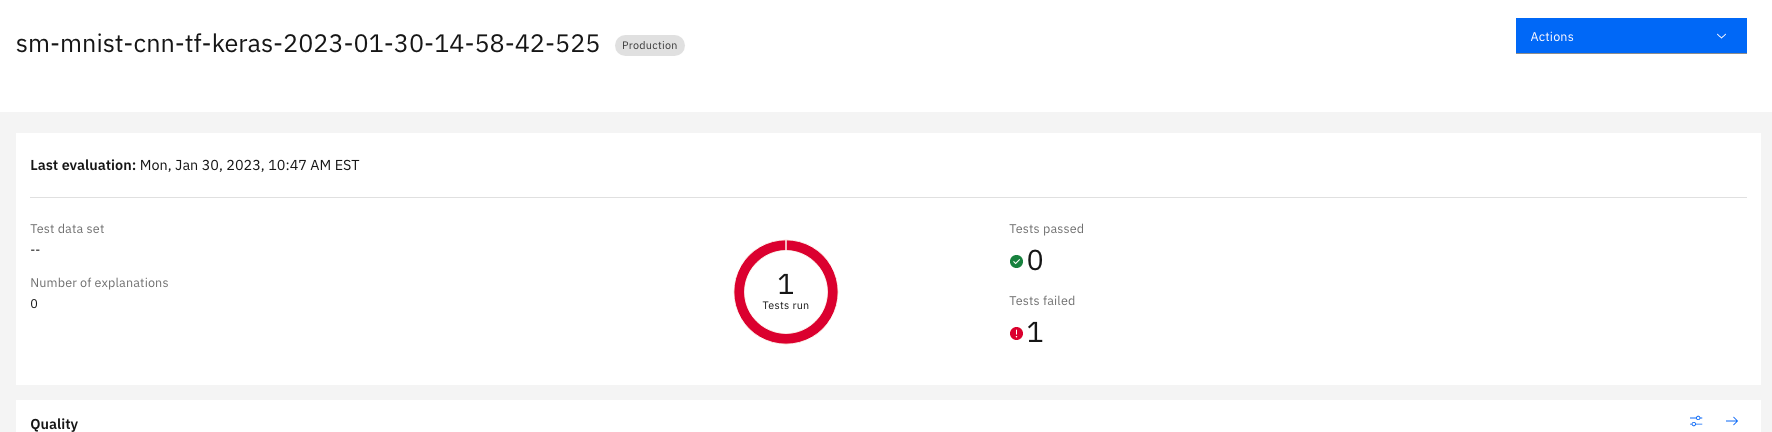 sm-mnist-cnn-tf-keras-2023-01-30-14-58-42-525 Production
Actions
Last evaluation: Mon, Jan 30, 2023, 10:47 AM EST
Test data set
--
Number of explanations
0
1
Tests run
Tests passed
0
Tests failed
1
Quality